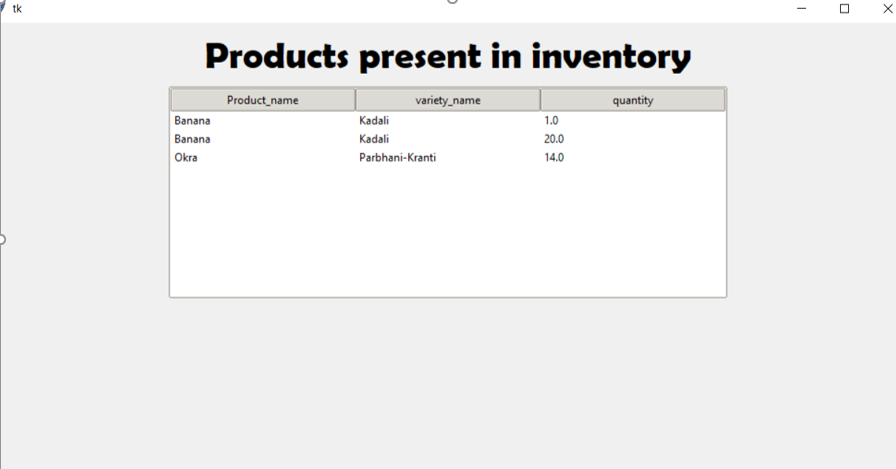 tk
Products present in inventory
Product_name variety_name quantity
Banana Kadali 1.0
Banana Kadali 20.0
Okra Parbhani-Kranti 14.0